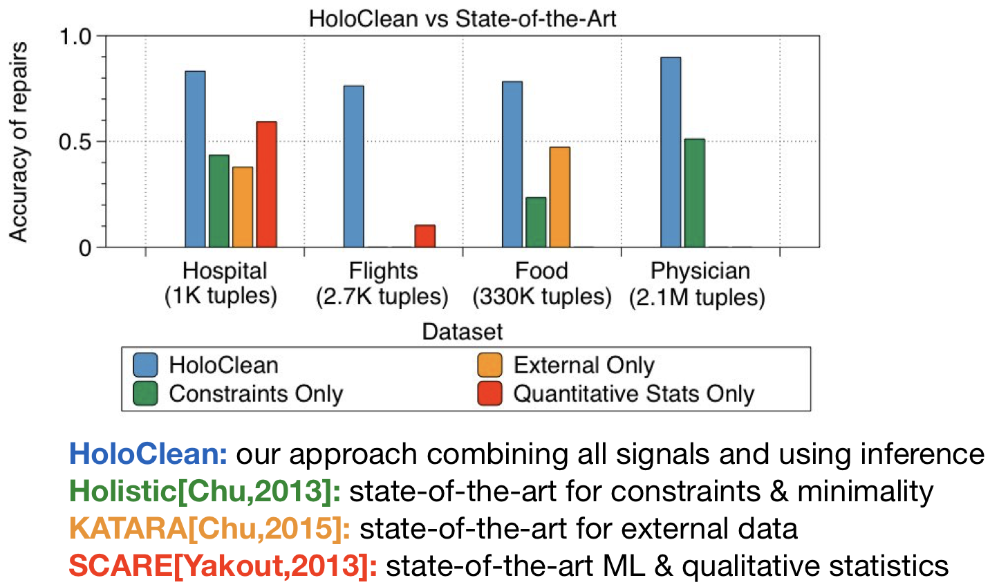 HoloClean vs State-of-the-Art
Accuracy of repairs
1.0
0.5
0
Hospital
(1K tuples)
Flights
(2.7K tuples)
Food
(330K tuples)
Physician
(2.1M tuples)
Dataset
HoloClean
External Only
Constraints Only
Quantitative Stats Only
HoloClean: our approach combining all signals and using inference
Holistic[Chu,2013]: state-of-the-art for constraints & minimality
KATARA[Chu,2015]: state-of-the-art for external data
SCARE[Yakout,2013]: state-of-the-art ML & qualitative statistics